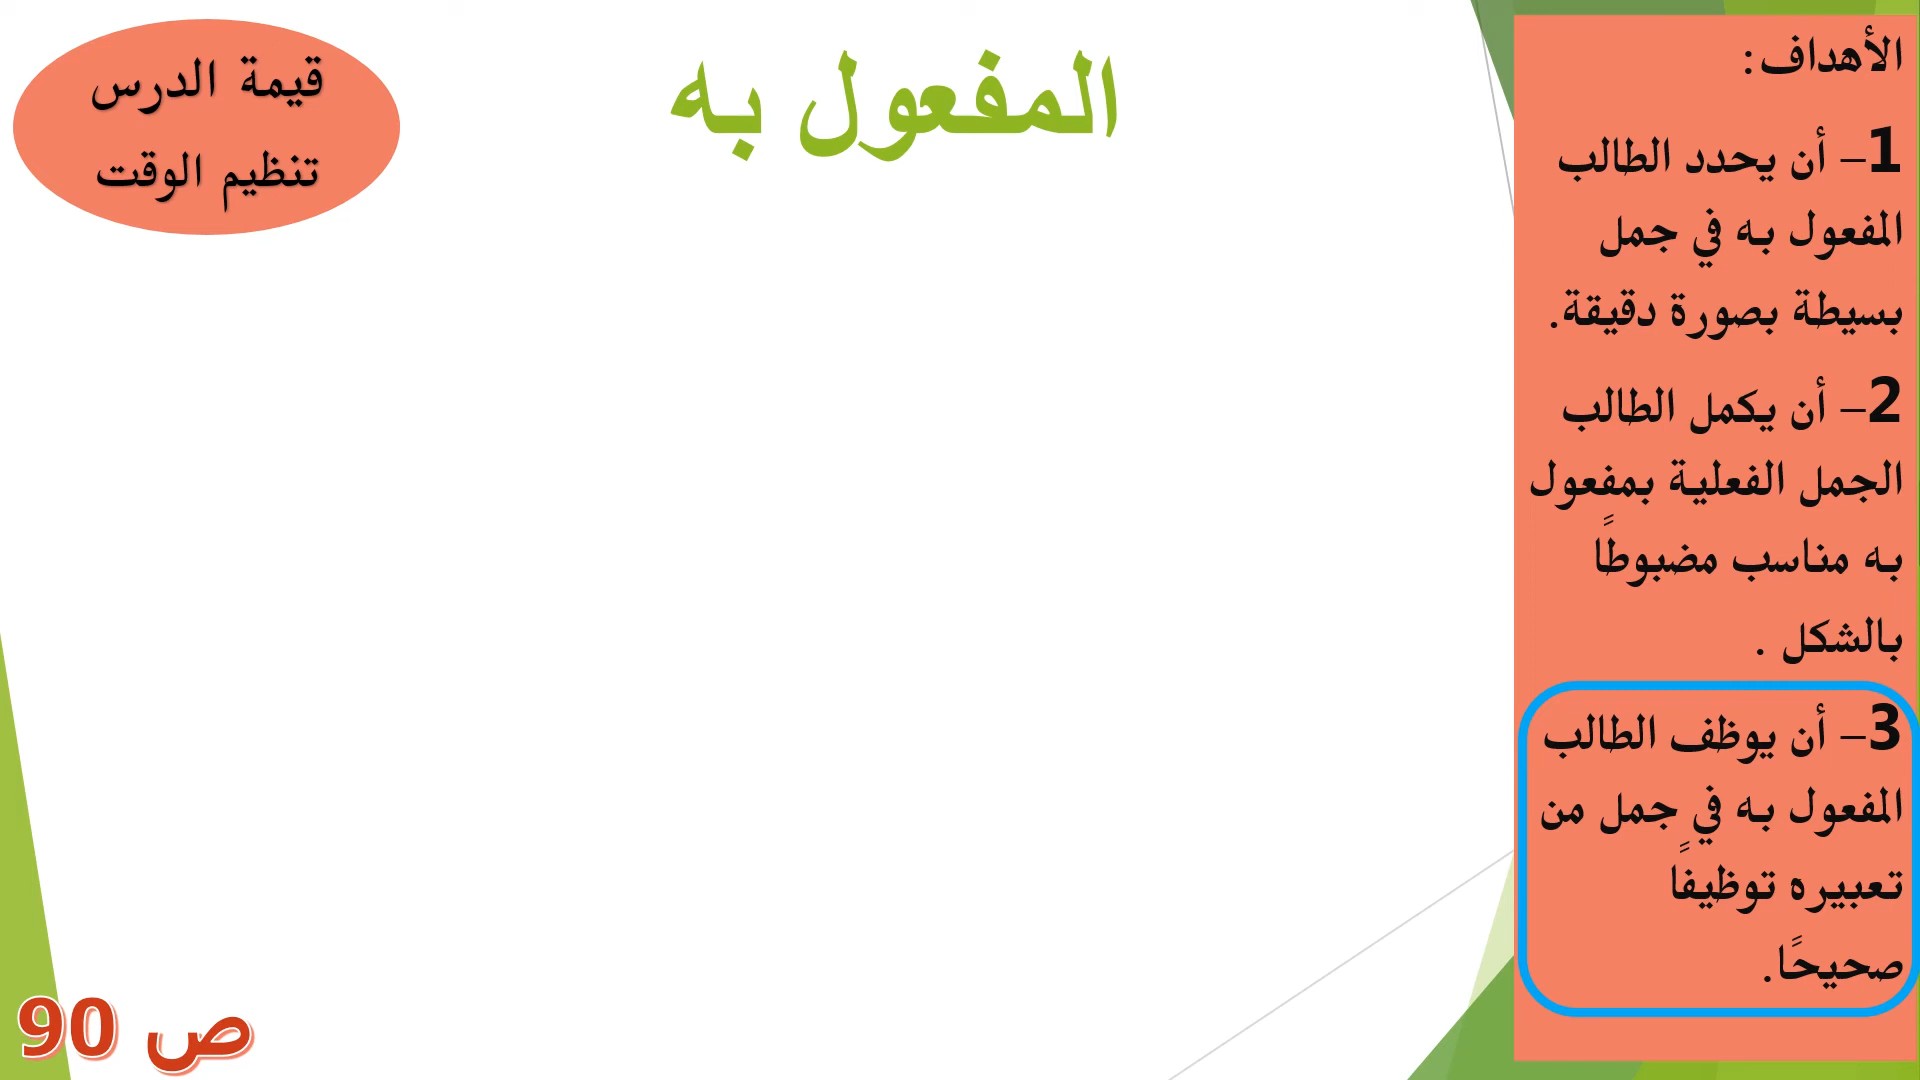 المفعول به
قيمة الدرس
تنظيم الوقت
الأهداف:
1- أن يحدد الطالب
المفعول به في جمل
بسيطة بصورة دقيقة.
2- أن يكمل الطالب
الجمل الفعلية بمفعول
به مناسب مضبوطًا
بالشكل .
3- أن يوظف الطالب
المفعول به في جمل من
تعبيره توظيفًا
صحيحًا.
ص 90